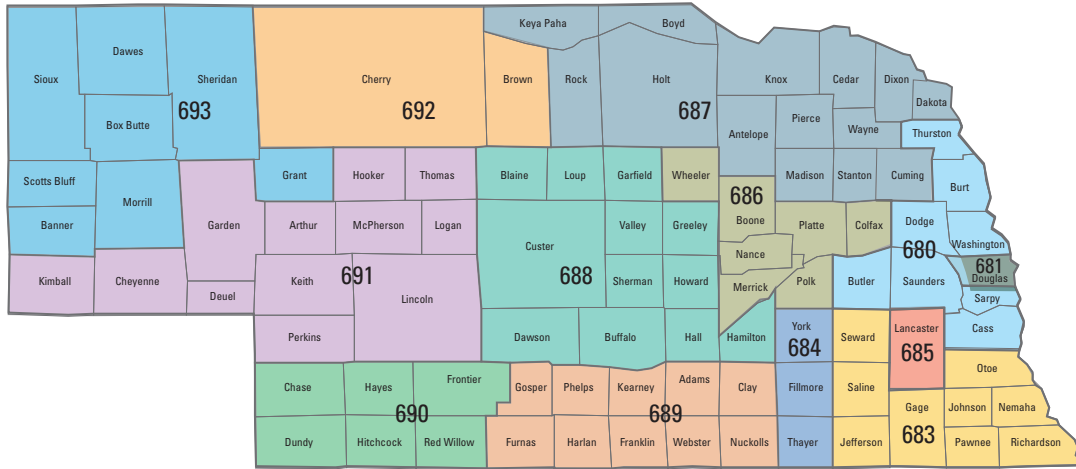 Keya Paha
Boyd
Dawes
Sioux
Sheridan
Cherry
Brown
Rock
Holt
Knox
Cedar
Dixon
693
692
687
Dakota
Box Butte
Antelope
Pierce
Wayne
Thurston
Scotts Bluff
Grant
Hooker
Thomas
Blaine
Loup
Garfield
Wheeler
Madison
Stanton
Cuming
Burt
Morrill
686
Banner
Garden
Arthur
McPherson
Logan
Valley
Greeley
Boone
Platte
Colfax
Dodge
Washington
Custer
680
Nance
Kimball
Cheyenne
Keith
691
688
Sherman
Howard
Merrick
Polk
Butler
Saunders
681
Douglas
Deuel
Lincoln
Sarpy
Perkins
Dawson
Buffalo
Hall
Hamilton
York
684
Seward
Lancaster
685
Cass
Otoe
Chase
Hayes
Frontier
Gosper
Phelps
Kearney
Adams
Clay
Fillmore
Saline
690
689
Gage
Johnson
Nemaha
683
Dundy
Hitchcock
Red Willow
Furnas
Harlan
Franklin
Webster
Nuckolls
Thayer
Jefferson
Pawnee
Richardson